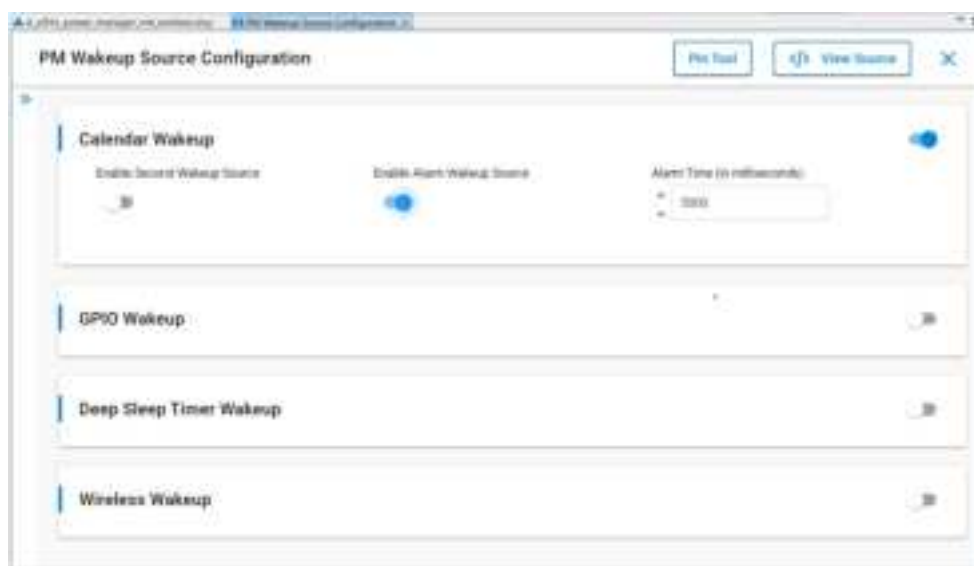 PM Wakeup Source Configuration
Pin Tool
View Source
Calendar Wakeup
Enable Second Wakeup Source
Enable Alarm Wakeup Source
Alarm Time (in milliseconds)
GPIO Wakeup
Deep Sleep Timer Wakeup
Wireless Wakeup